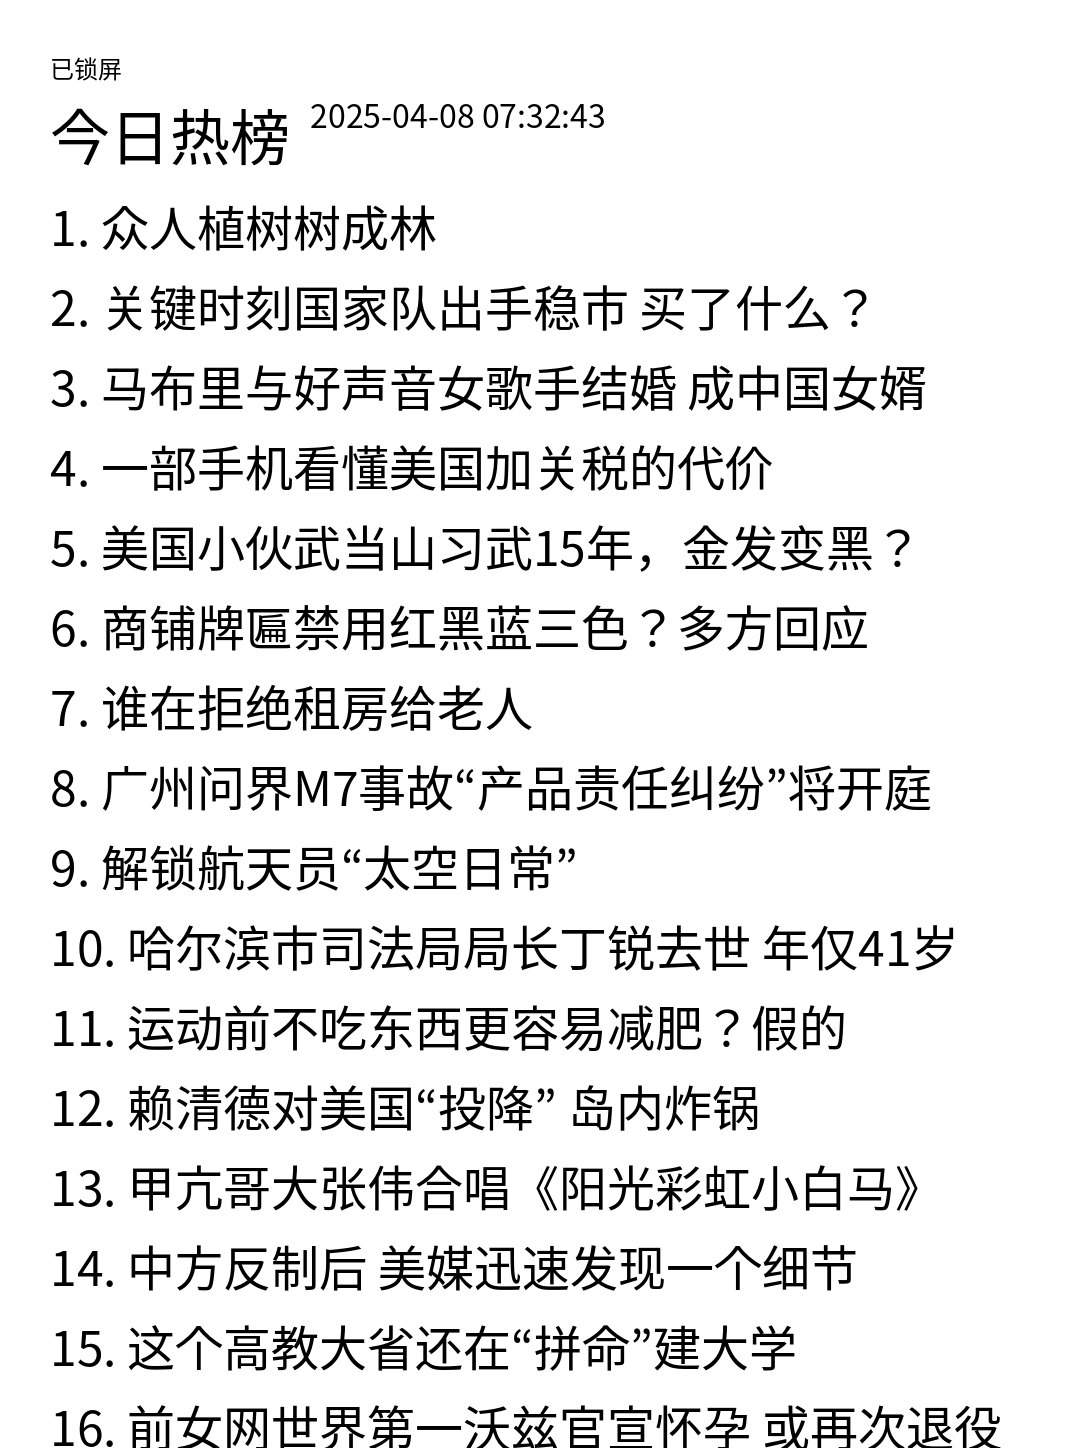 已锁屏
今日热榜 2025-04-08 07:32:43
1. 众人植树树成林
2. 关键时刻国家队出手稳市 买了什么？
3. 马布里与好声音女歌手结婚 成中国女婿
4. 一部手机看懂美国加关税的代价
5. 美国小伙武当山习武15年，金发变黑？
6. 商铺牌匾禁用红黑蓝三色？多方回应
7. 谁在拒绝租房给老人
8. 广州问界M7事故“产品责任纠纷”将开庭
9. 解锁航天员“太空日常”
10. 哈尔滨市司法局局长丁锐去世 年仅41岁
11. 运动前不吃东西更容易减肥？假的
12. 赖清德对美国“投降” 岛内炸锅
13. 甲亢哥大张伟合唱《阳光彩虹小白马》
14. 中方反制后 美媒迅速发现一个细节
15. 这个高教大省还在“拼命”建大学
16. 前女网世界第一沃兹官宣怀孕 或再次退役